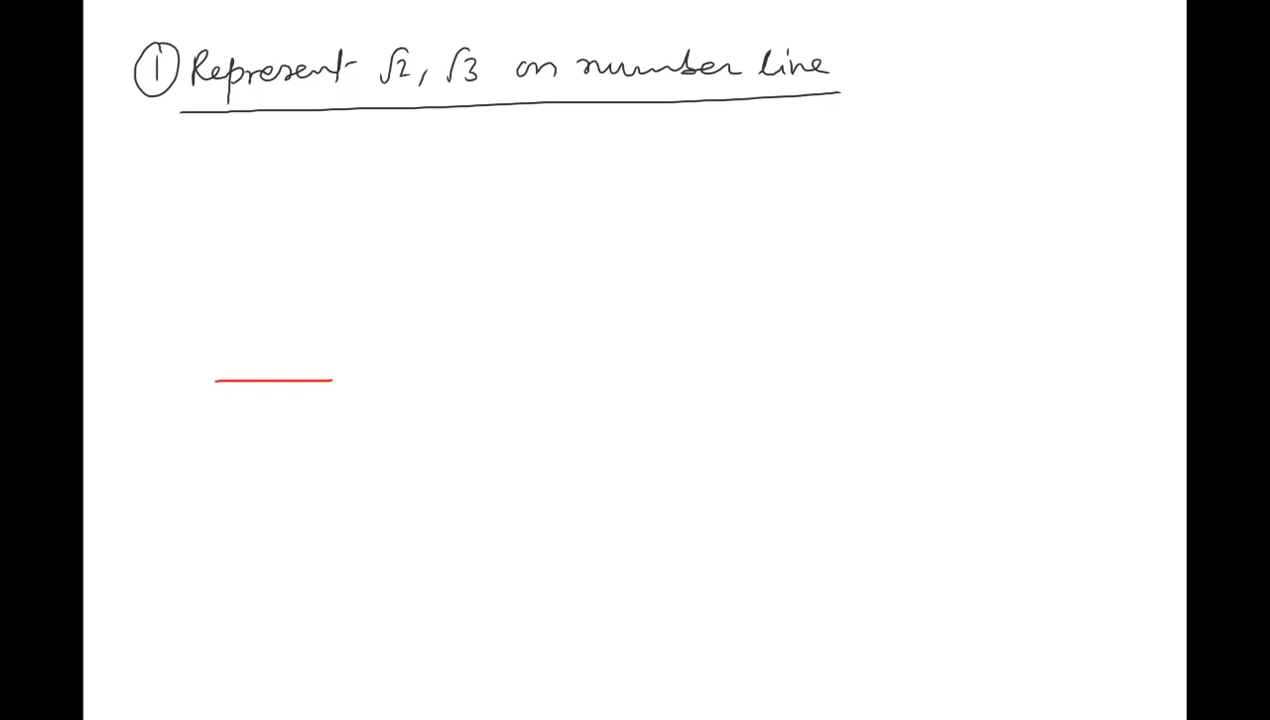 ① Represent √2, √3 on number line